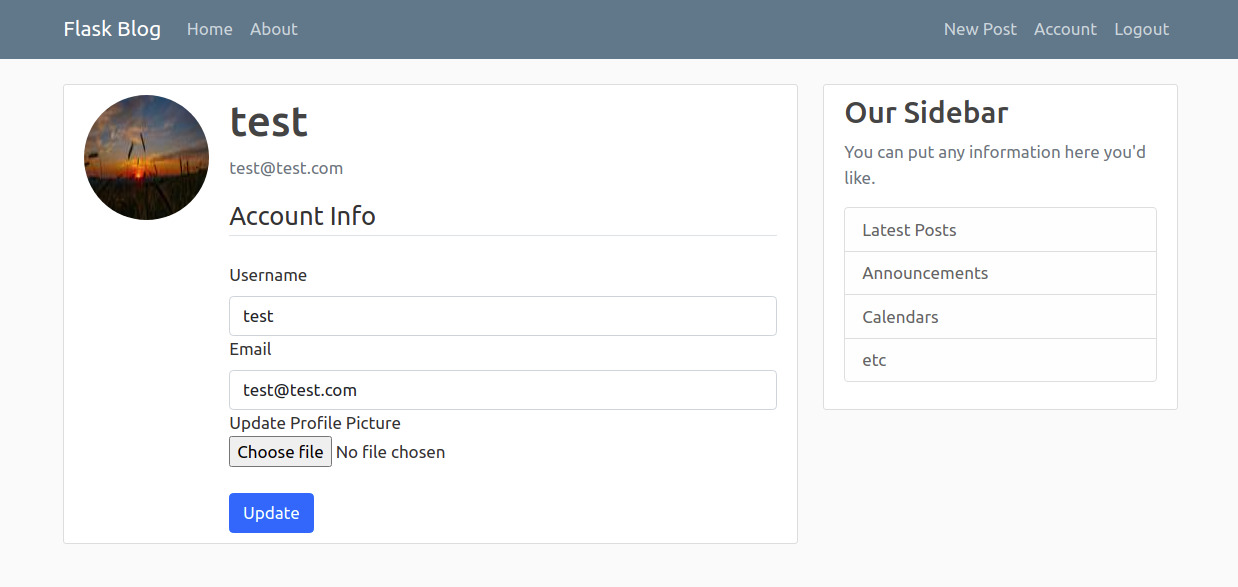 Flask Blog Home About New Post Account Logout
test
test@test.com
Account Info
Username
test
Email
test@test.com
Update Profile Picture
Choose file No file chosen
Update
Our Sidebar
You can put any information here you'd
like.
Latest Posts
Announcements
Calendars
etc